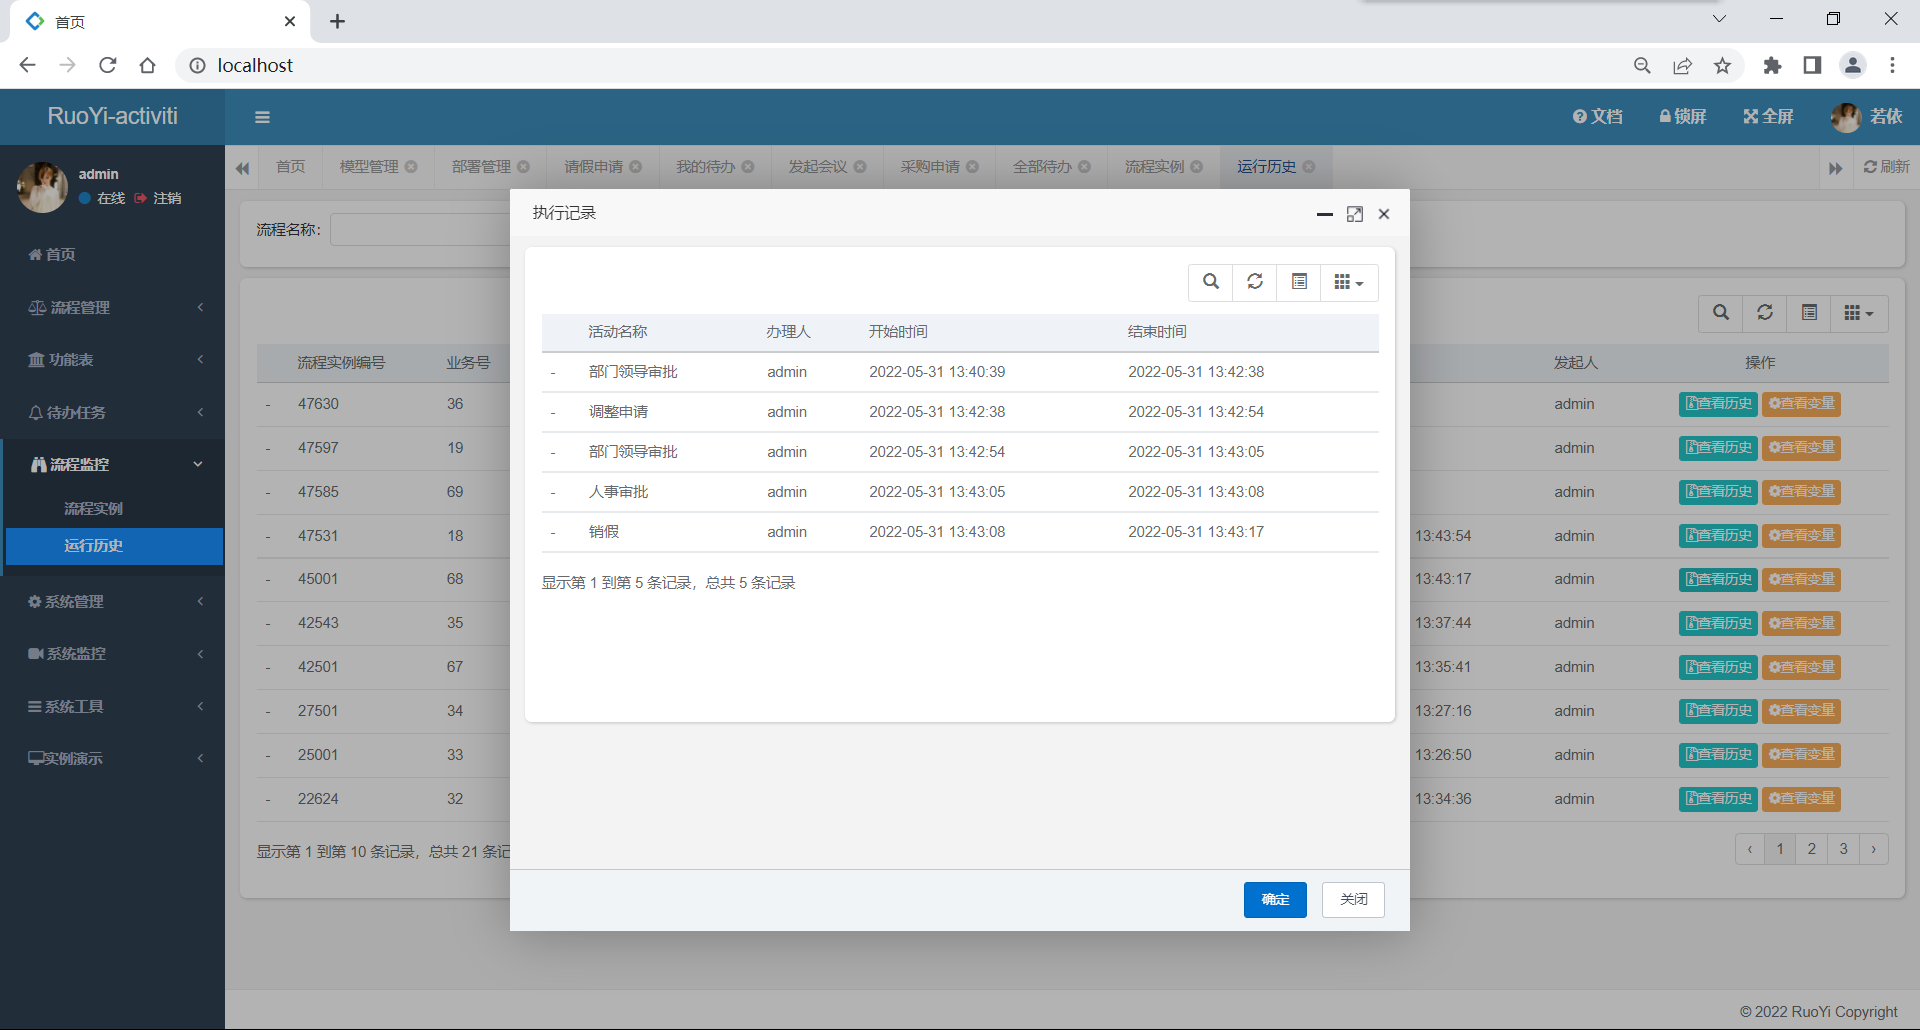 首页
localhost
RuoYi-activiti
文档 锁屏 全屏 若依
admin
在线 注销
首页 模型管理 部署管理 请假申请 我的待办 发起会议 采购申请 全部待办 流程实例 运行历史 刷新
首页
流程管理
功能表
待办任务
流程监控
流程实例
运行历史
系统管理
系统监控
系统工具
实例演示
流程名称：
流程实例编号 业务号 发起人 操作
- 47630 36 admin 查看历史 查看变量
- 47597 19 admin 查看历史 查看变量
- 47585 69 admin 查看历史 查看变量
- 47531 18 13:43:54 admin 查看历史 查看变量
- 45001 68 13:43:17 admin 查看历史 查看变量
- 42543 35 13:37:44 admin 查看历史 查看变量
- 42501 67 13:35:41 admin 查看历史 查看变量
- 27501 34 13:27:16 admin 查看历史 查看变量
- 25001 33 13:26:50 admin 查看历史 查看变量
- 22624 32 13:34:36 admin 查看历史 查看变量
显示第 1 到第 10 条记录，总共 21 条记
‹ 1 2 3 ›
执行记录
活动名称 办理人 开始时间 结束时间
- 部门领导审批 admin 2022-05-31 13:40:39 2022-05-31 13:42:38
- 调整申请 admin 2022-05-31 13:42:38 2022-05-31 13:42:54
- 部门领导审批 admin 2022-05-31 13:42:54 2022-05-31 13:43:05
- 人事审批 admin 2022-05-31 13:43:05 2022-05-31 13:43:08
- 销假 admin 2022-05-31 13:43:08 2022-05-31 13:43:17
显示第 1 到第 5 条记录，总共 5 条记录
确定 关闭
© 2022 RuoYi Copyright